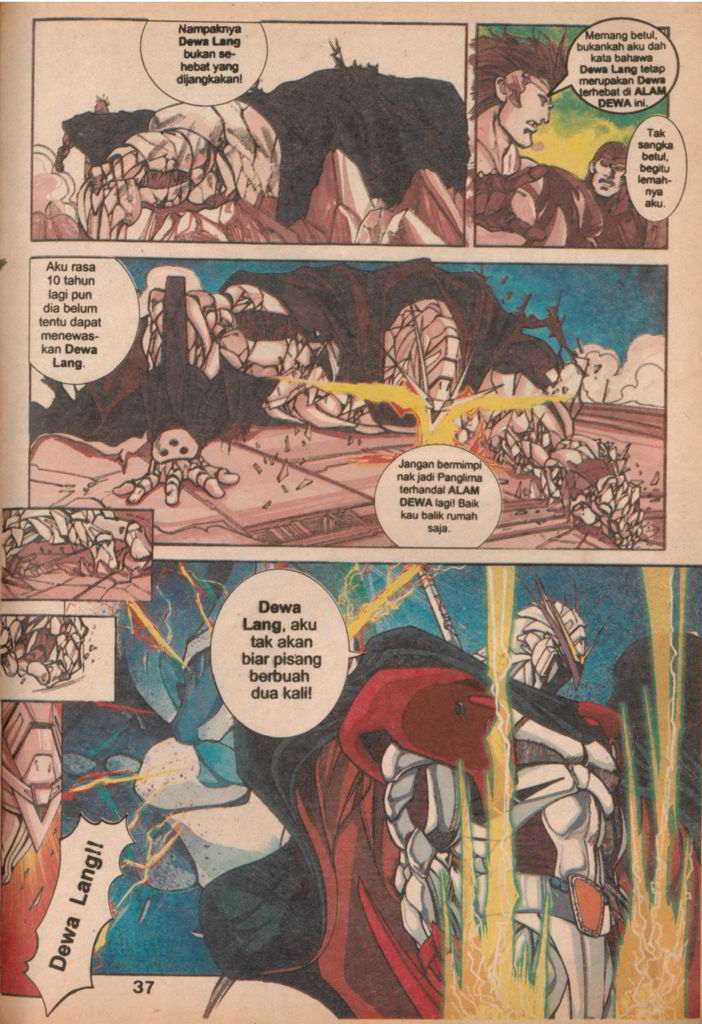 Nampaknya
Dewa Lang
bukan se-
hebat yang
dijangkakan!
Memang betul,
bukankah aku dah
kata bahawa
Dewa Lang tetap
merupakan Dewa
terhebat di ALAM
DEWA ini.
Tak
sangka
betul,
begitu
lemah-
nya
aku.
Aku rasa
10 tahun
lagi pun
dia belum
tentu dapat
menewas-
kan Dewa
Lang.
Jangan bermimpi
nak jadi Panglima
terhandal ALAM
DEWA lagi! Baik
kau balik rumah
saja.
Dewa
Lang, aku
tak akan
biar pisang
berbuah
dua kali!
Dewa Lang!!
37